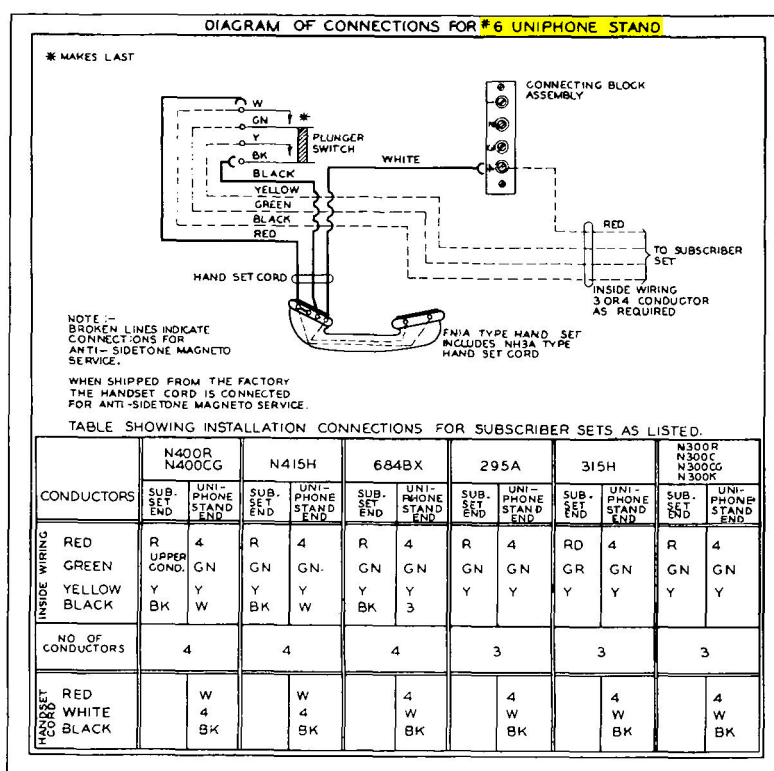 DIAGRAM OF CONNECTIONS FOR #6 UNIPHONE STAND
* MAKES LAST
W
GN
*
Y
BK
PLUNGER
SWITCH
CONNECTING BLOCK
ASSEMBLY
WHITE
BLACK
YELLOW
GREEN
BLACK
RED
RED
TO SUBSCRIBER
SET
HAND SET CORD
INSIDE WIRING
3 OR 4 CONDUCTOR
AS REQUIRED
NOTE :-
BROKEN LINES INDICATE
CONNECTIONS FOR
ANTI-SIDETONE MAGNETO
SERVICE.
FN1A TYPE HAND SET
INCLUDES NH3A TYPE
HAND SET CORD
WHEN SHIPPED FROM THE FACTORY
THE HANDSET CORD IS CONNECTED
FOR ANTI-SIDETONE MAGNETO SERVICE.
TABLE SHOWING INSTALLATION CONNECTIONS FOR SUBSCRIBER SETS AS LISTED.
CONDUCTORS
N400R
N400CG
N415H
684BX
295A
315H
N300R
N300C
N300CG
N300K
SUB. SET END UNI-PHONE STAND END SUB. SET END UNI-PHONE STAND END SUB. SET END UNI-PHONE STAND END SUB. SET END UNI-PHONE STAND END SUB. SET END UNI-PHONE STAND END SUB. SET END UNI-PHONE STAND END
INSIDE WIRING
RED R 4 R 4 R 4 R 4 RD 4 R 4
GREEN UPPER COND. GN GN GN. GN GN GN GN GR GN GN GN
YELLOW Y Y Y Y Y Y Y Y Y Y Y Y
BLACK BK W BK W BK 3
NO OF
CONDUCTORS 4 4 4 3 3 3
HANDSET CORD
RED W W 4 4 4 4
WHITE 4 4 W W W W
BLACK BK BK BK BK BK BK